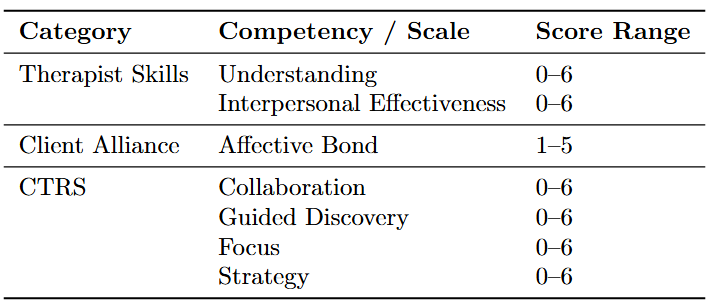 Category Competency / Scale Score Range
Therapist Skills Understanding 0–6
Interpersonal Effectiveness 0–6
Client Alliance Affective Bond 1–5
CTRS Collaboration 0–6
Guided Discovery 0–6
Focus 0–6
Strategy 0–6